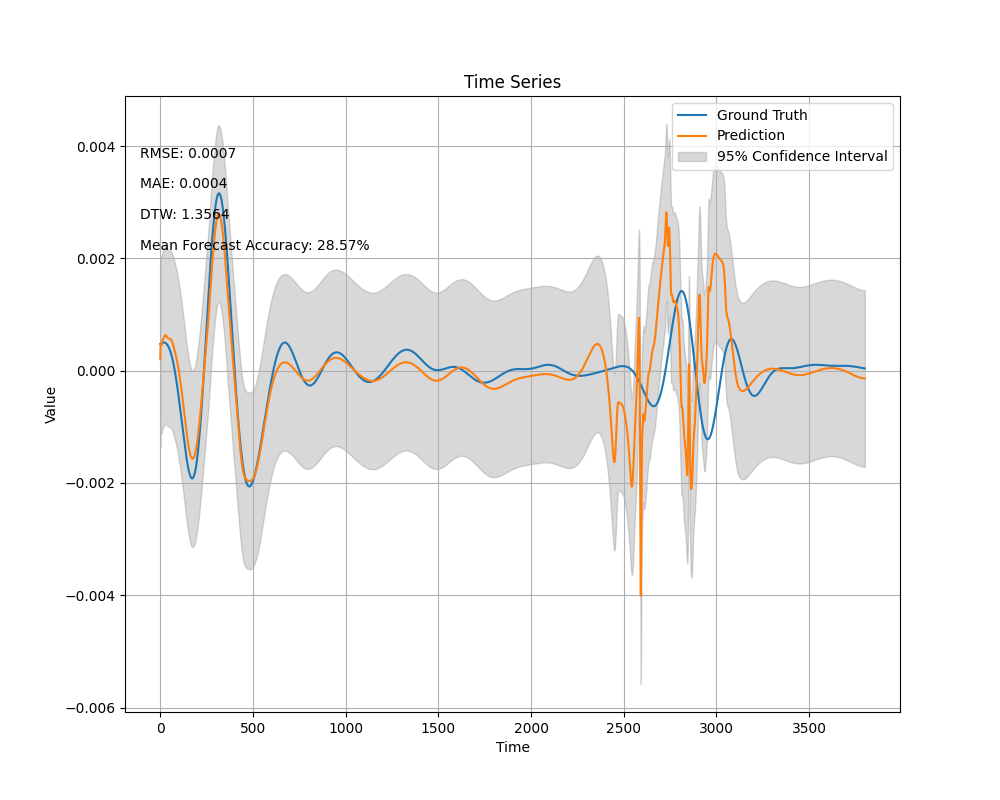 Time Series
Ground Truth
Prediction
95% Confidence Interval
RMSE: 0.0007
MAE: 0.0004
DTW: 1.3564
Mean Forecast Accuracy: 28.57%
0.004
0.002
0.000
−0.002
−0.004
−0.006
Value
0 500 1000 1500 2000 2500 3000 3500
Time